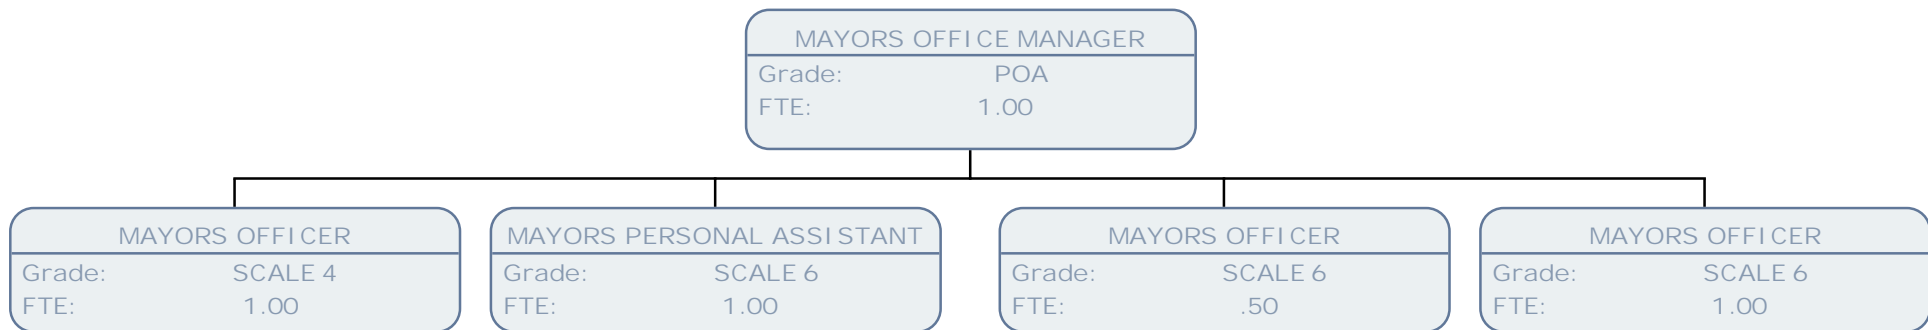 MAYORS OFFICE MANAGER
Grade: POA
FTE: 1.00
MAYORS OFFICER
Grade: SCALE 4
FTE: 1.00
MAYORS PERSONAL ASSISTANT
Grade: SCALE 6
FTE: 1.00
MAYORS OFFICER
Grade: SCALE 6
FTE: .50
MAYORS OFFICER
Grade: SCALE 6
FTE: 1.00